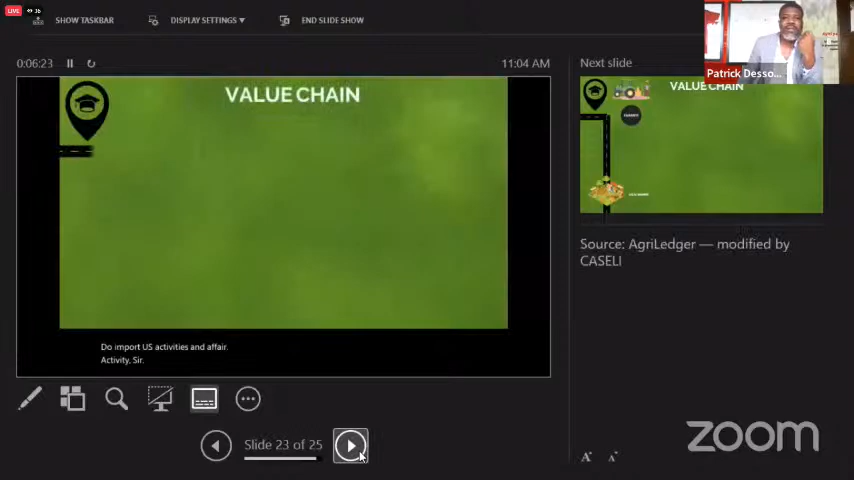 LIVE 36
SHOW TASKBAR
DISPLAY SETTINGS ▼
END SLIDE SHOW
0:06:23
11:04 AM
Next slide
Patrick Desso...
VALUE CHAIN
VALUE CHAIN
Source: AgriLedger — modified by
CASELI
Do import US activities and affair.
Activity, Sir.
Slide 23 of 25
A A
zoom